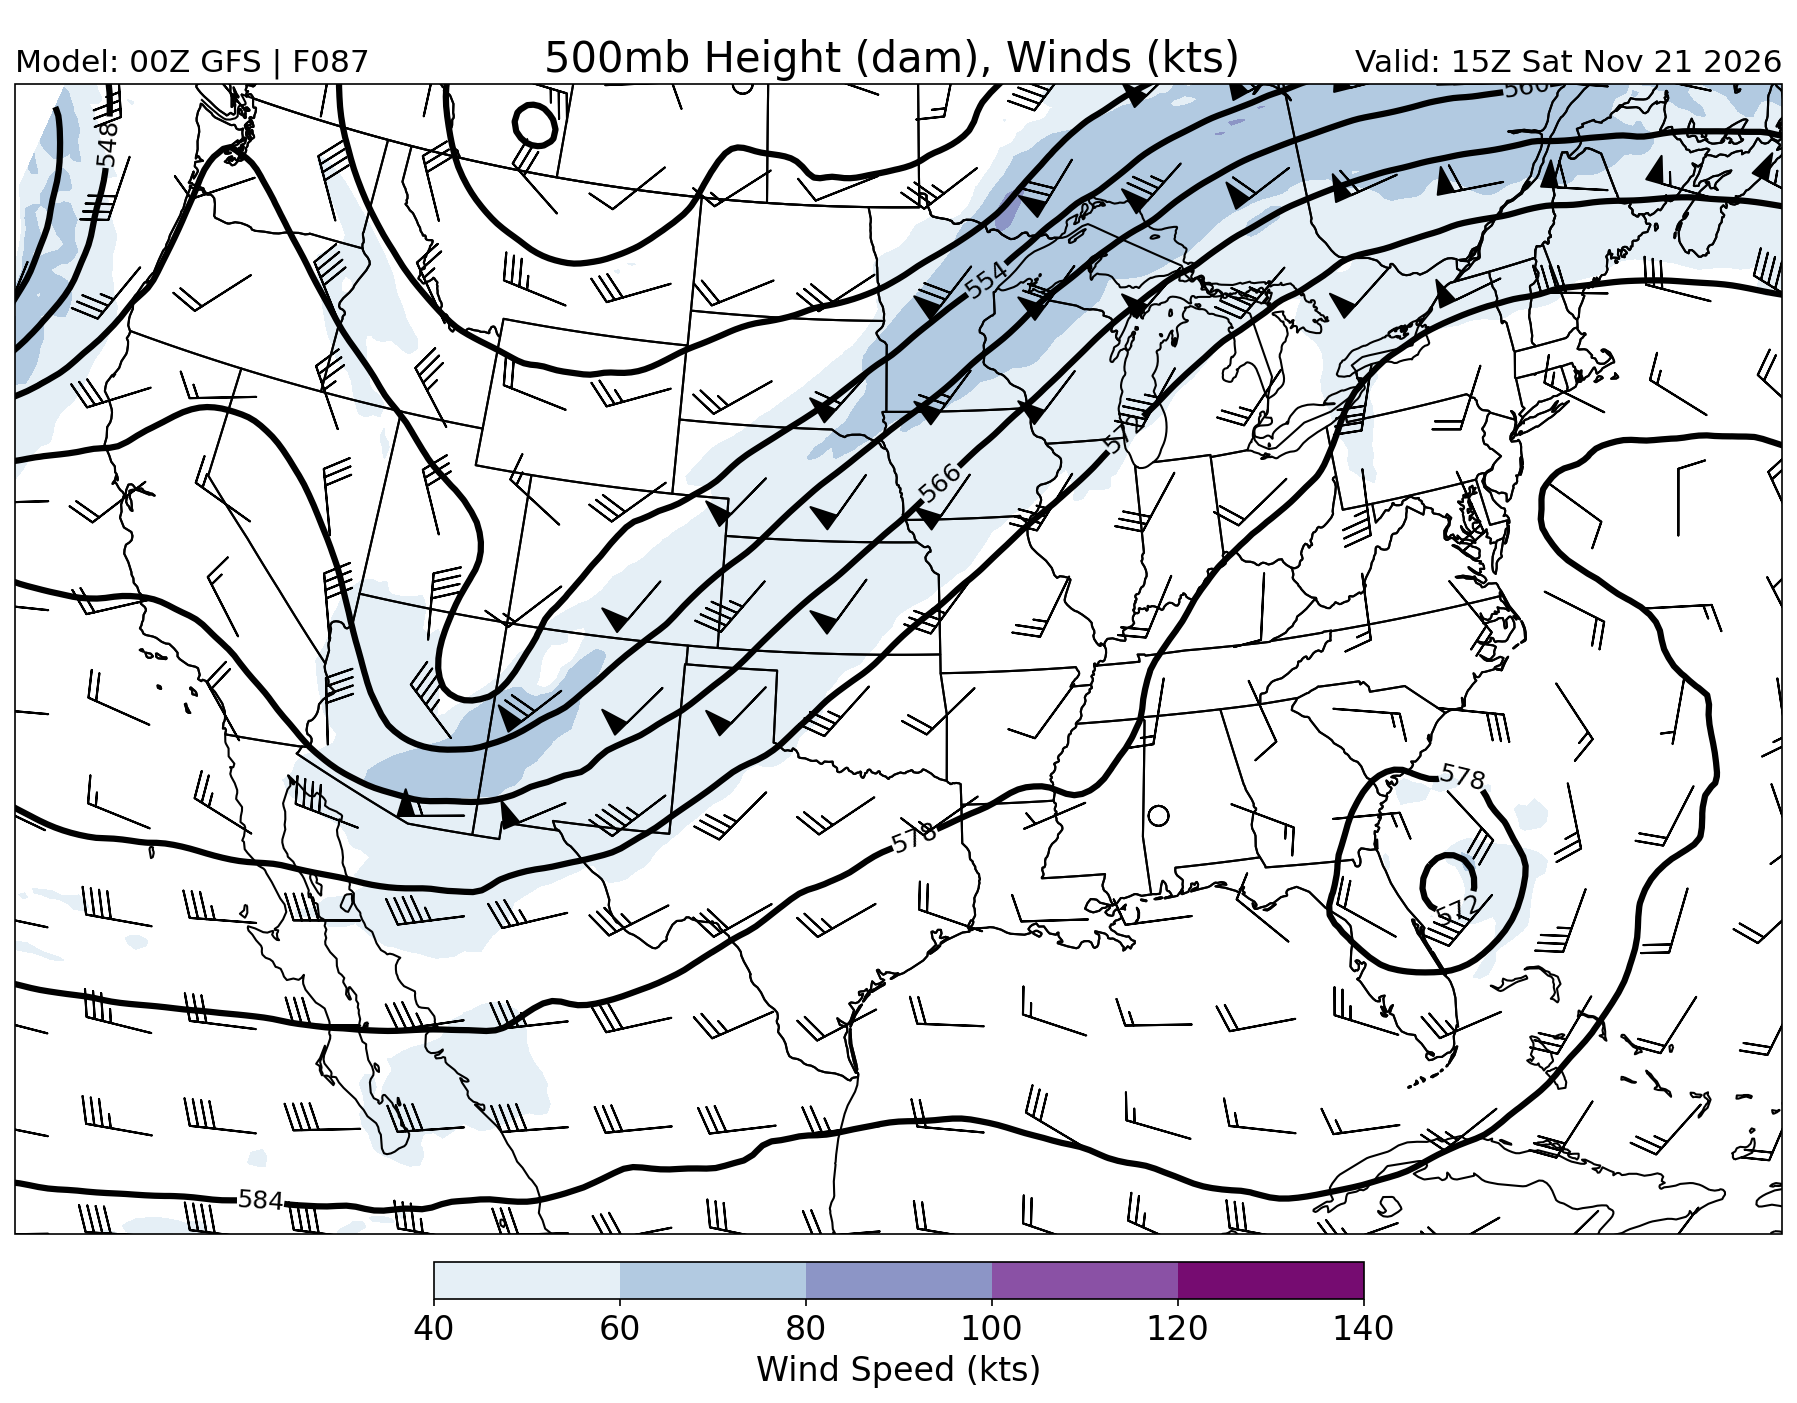 Model: 00Z GFS | F087
500mb Height (dam), Winds (kts)
Valid: 15Z Sat Nov 21 2026
560
548
554
566
578
578
572
584
40 60 80 100 120 140
Wind Speed (kts)